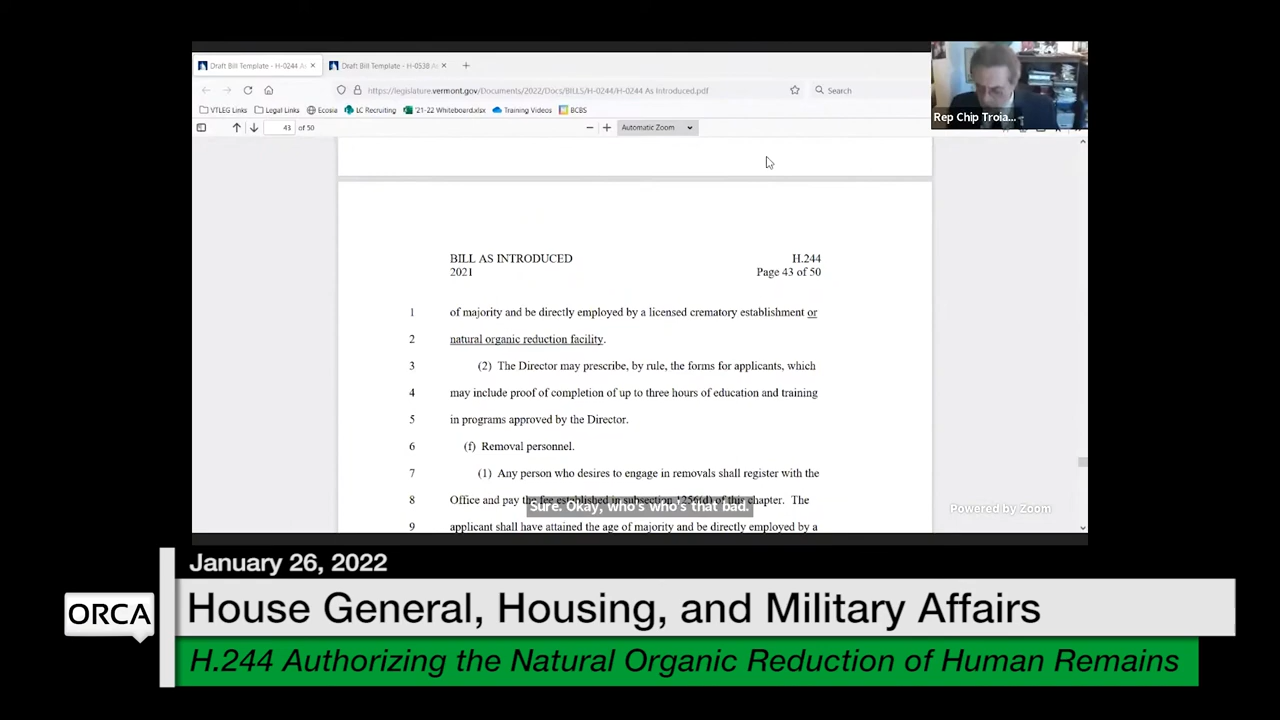 Draft Bill Template - H-0244 As
Draft Bill Template - H-0538 As
https://legislature.vermont.gov/Documents/2022/Docs/BILLS/H-0244/H-0244 As Introduced.pdf
Search
VTLEG Links
Legal Links
Ecosia
LC Recruiting
'21-22 Whiteboard.xlsx
Training Videos
BCBS
43 of 50
Automatic Zoom
Rep Chip Troia...
BILL AS INTRODUCED H.244
2021 Page 43 of 50
1 of majority and be directly employed by a licensed crematory establishment or
2 natural organic reduction facility.
3 (2) The Director may prescribe, by rule, the forms for applicants, which
4 may include proof of completion of up to three hours of education and training
5 in programs approved by the Director.
6 (f) Removal personnel.
7 (1) Any person who desires to engage in removals shall register with the
8 Office and pay the fee established in subsection 1256(d) of this chapter. The
Sure. Okay, who's who's that bad.
9 applicant shall have attained the age of majority and be directly employed by a
Powered by Zoom
January 26, 2022
ORCA
House General, Housing, and Military Affairs
H.244 Authorizing the Natural Organic Reduction of Human Remains